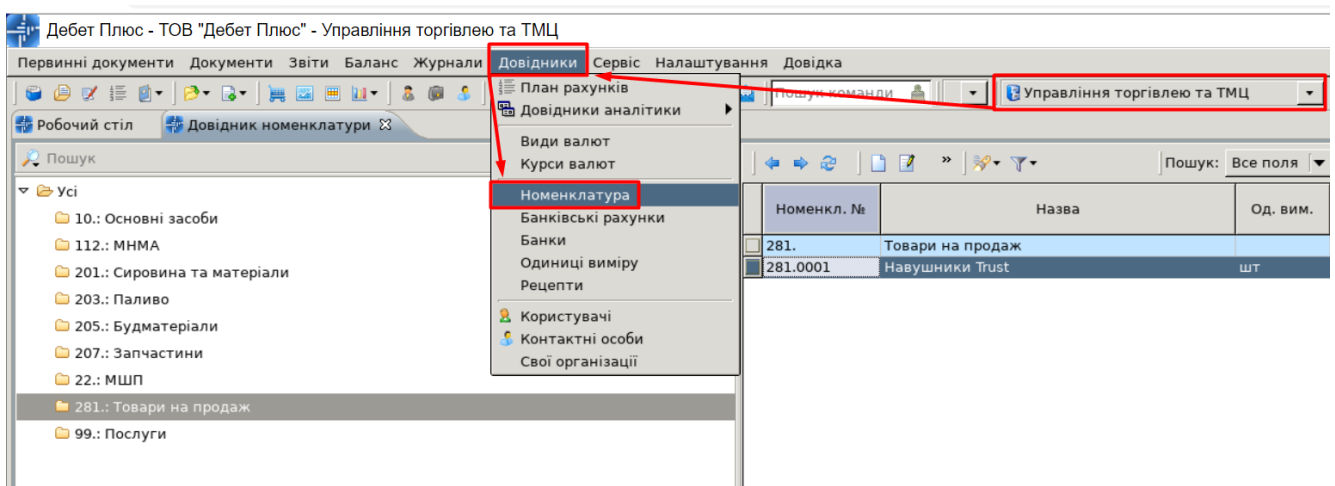 Дебет Плюс - ТОВ "Дебет Плюс" - Управління торгівлею та ТМЦ
Первинні документи Документи Звіти Баланс Журнали Довідники Сервіс Налаштування Довідка
Пошук команди Управління торгівлею та ТМЦ
Робочий стіл Довідник номенклатури
План рахунків
Довідники аналітики
Види валют
Курси валют
Номенклатура
Банківські рахунки
Банки
Одиниці виміру
Рецепти
Користувачі
Контактні особи
Свої організації
Пошук
Усі
10.: Основні засоби
112.: МНМА
201.: Сировина та матеріали
203.: Паливо
205.: Будматеріали
207.: Запчастини
22.: МШП
281.: Товари на продаж
99.: Послуги
Пошук: Все поля
Номенкл. № Назва Од. вим.
281. Товари на продаж
281.0001 Навушники Trust шт